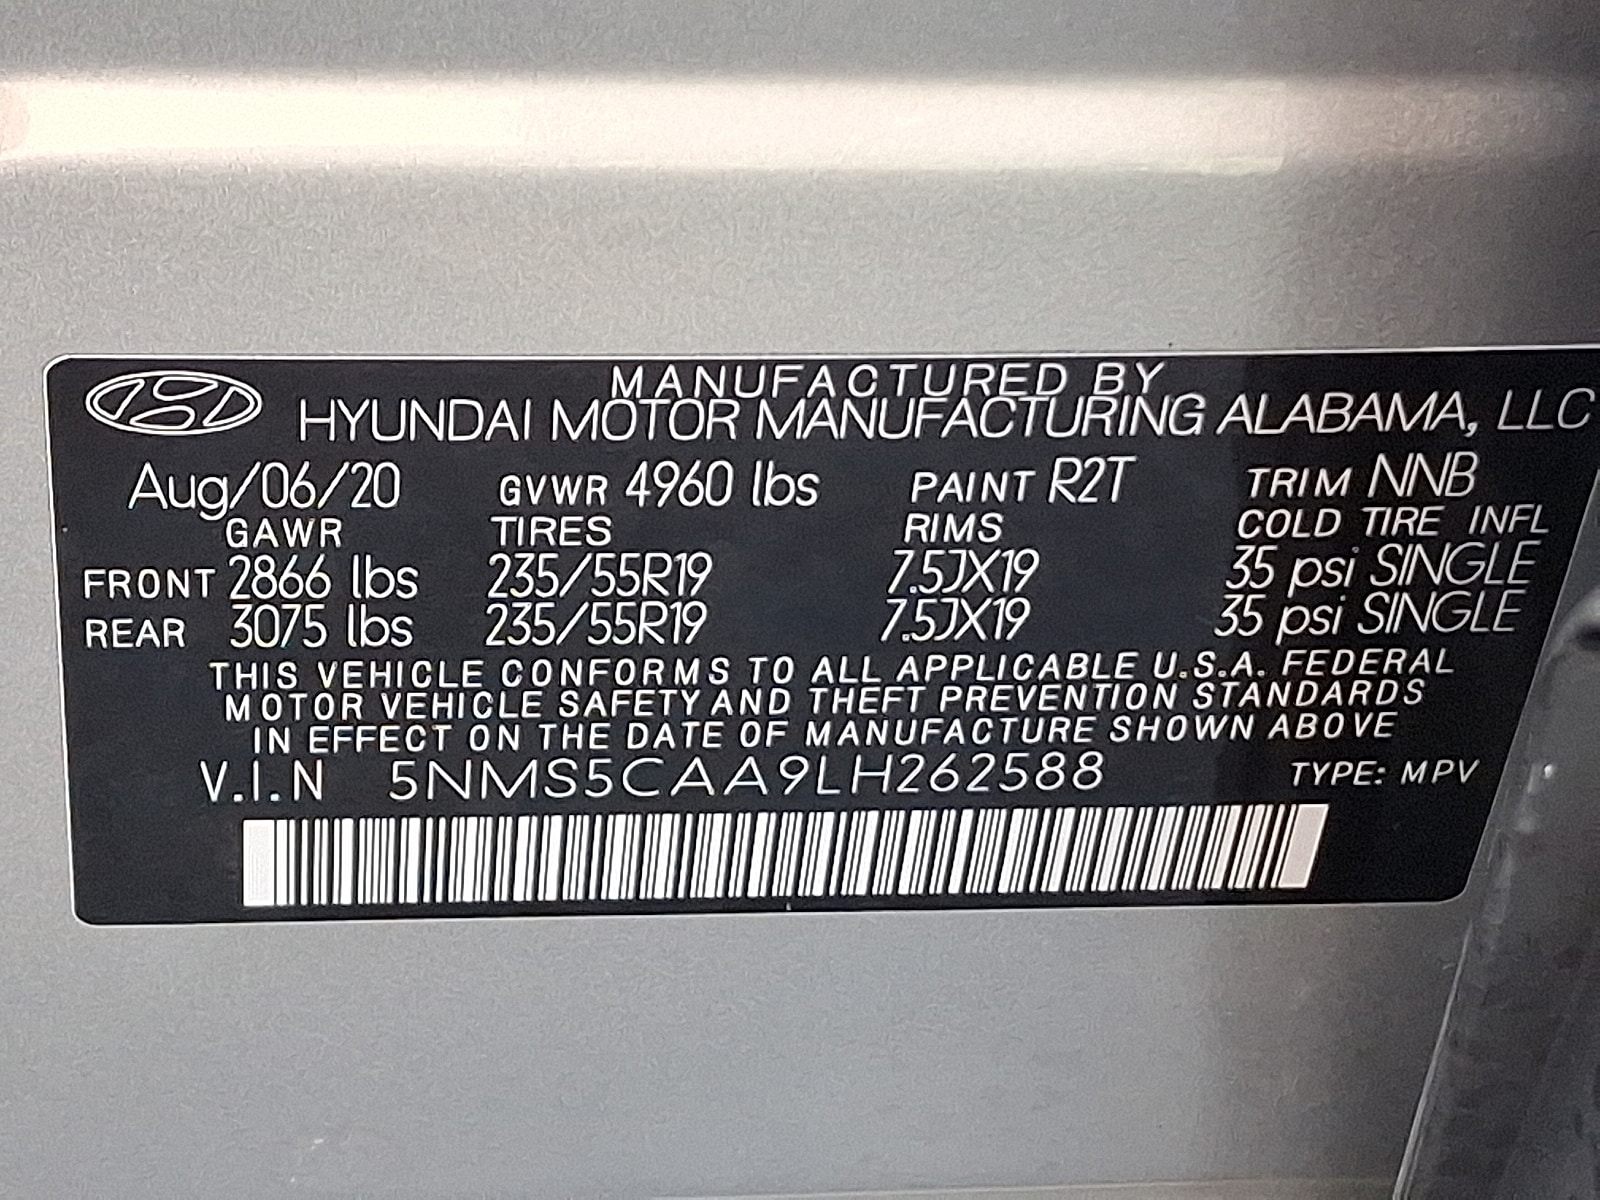 MANUFACTURED BY
HYUNDAI MOTOR MANUFACTURING ALABAMA, LLC
Aug/06/20 GVWR 4960 lbs PAINT R2T TRIM NNB
GAWR TIRES RIMS COLD TIRE INFL
FRONT 2866 lbs 235/55R19 7.5JX19 35 psi SINGLE
REAR 3075 lbs 235/55R19 7.5JX19 35 psi SINGLE
THIS VEHICLE CONFORMS TO ALL APPLICABLE U.S.A. FEDERAL
MOTOR VEHICLE SAFETY AND THEFT PREVENTION STANDARDS
IN EFFECT ON THE DATE OF MANUFACTURE SHOWN ABOVE
V.I.N 5NMS5CAA9LH262588 TYPE: MPV